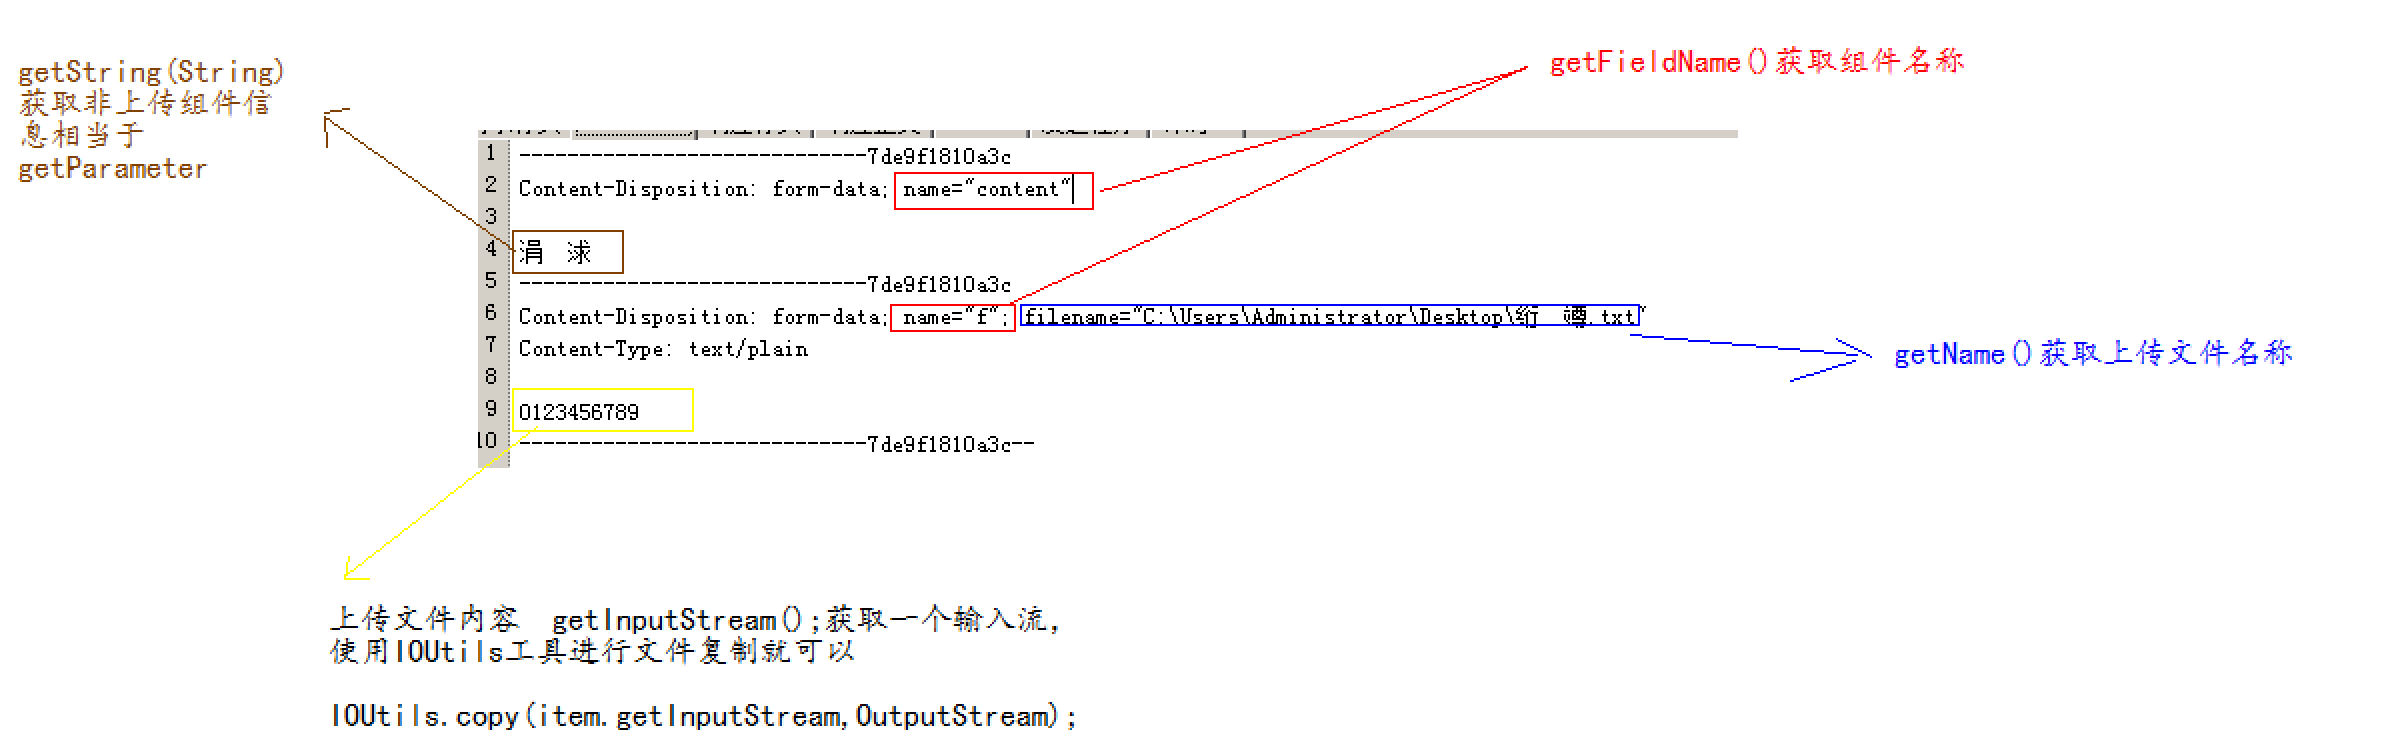 getString(String)
获取非上传组件信
息相当于
getParameter
getFieldName()获取组件名称
1 -----------------------------7de9f1810a3c
2 Content-Disposition: form-data; name="content"
3
4 涓 浗
5 -----------------------------7de9f1810a3c
6 Content-Disposition: form-data; name="f"; filename="C:\Users\Administrator\Desktop\绗 .txt"
7 Content-Type: text/plain
8
9 0123456789
10 -----------------------------7de9f1810a3c--
getName()获取上传文件名称
上传文件内容 getInputStream();获取一个输入流,
使用IOUtils工具进行文件复制就可以
IOUtils.copy(item.getInputStream,OutputStream);